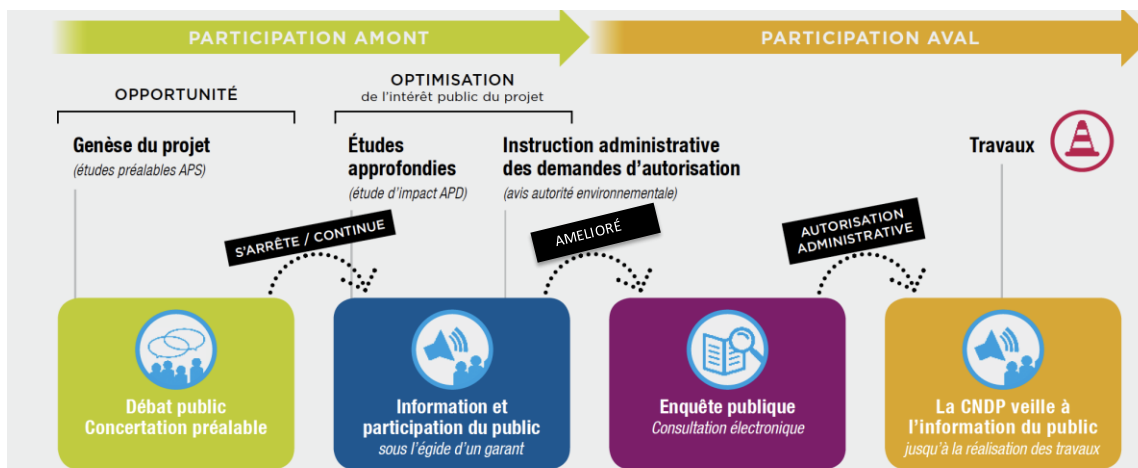 PARTICIPATION AMONT
PARTICIPATION AVAL
OPPORTUNITÉ
OPTIMISATION
de l'intérêt public du projet
Genèse du projet
(études préalables APS)
Études
approfondies
(étude d'impact APD)
Instruction administrative
des demandes d'autorisation
(avis autorité environnementale)
Travaux
S'ARRÊTE / CONTINUE
AMELIORÉ
AUTORISATION
ADMINISTRATIVE
Débat public
Concertation préalable
Information et
participation du public
sous l'égide d'un garant
Enquête publique
Consultation électronique
La CNDP veille à
l'information du public
jusqu'à la réalisation des travaux